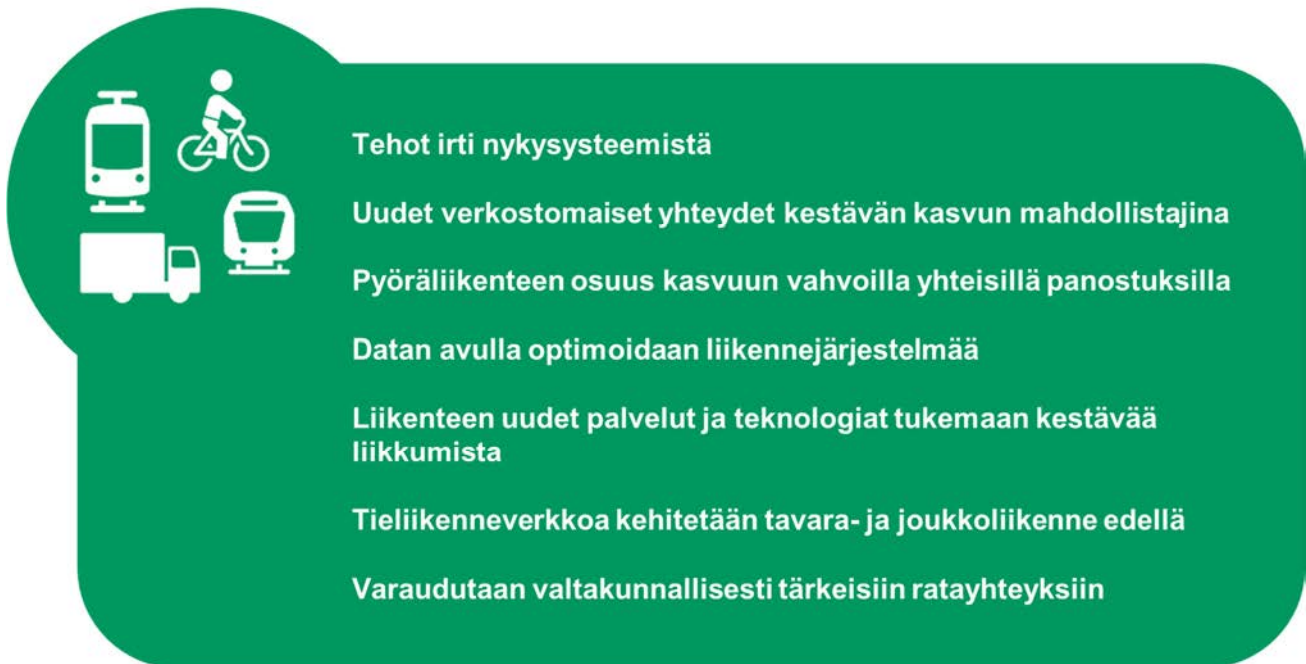 Tehot irti nykysysteemistä
Uudet verkostomaiset yhteydet kestävän kasvun mahdollistajina
Pyöräliikenteen osuus kasvuun vahvoilla yhteisillä panostuksilla
Datan avulla optimoidaan liikennejärjestelmää
Liikenteen uudet palvelut ja teknologiat tukemaan kestävää
liikkumista
Tieliikenneverkkoa kehitetään tavara- ja joukkoliikenne edellä
Varaudutaan valtakunnallisesti tärkeisiin ratayhteyksiin